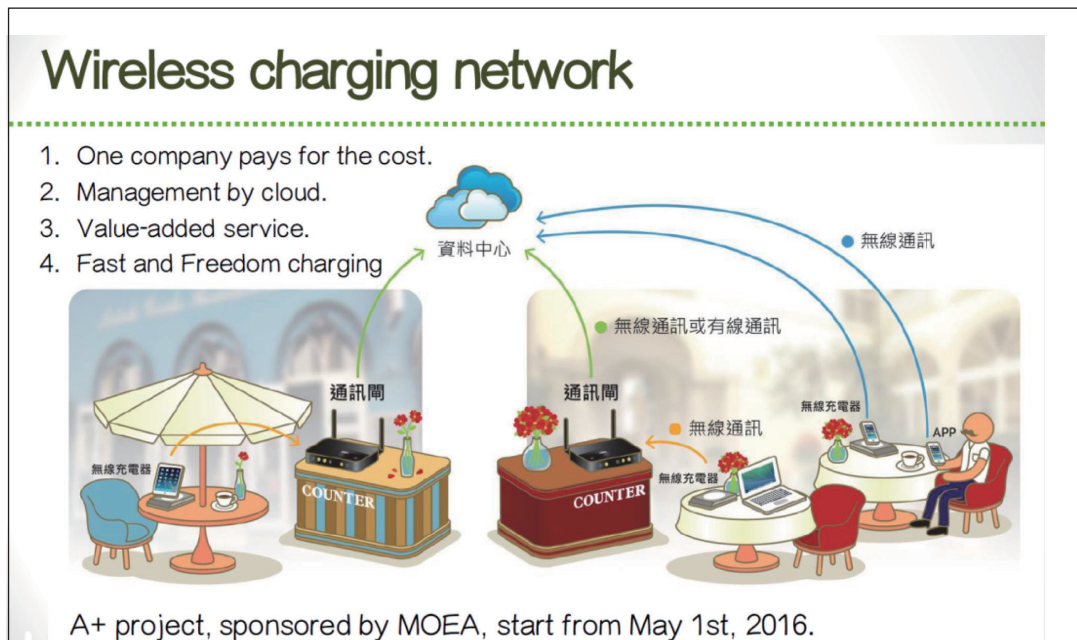 Wireless charging network
1. One company pays for the cost.
2. Management by cloud.
3. Value-added service.
4. Fast and Freedom charging
資料中心
無線通訊
無線通訊或有線通訊
通訊閘
通訊閘
無線充電器
APP
無線通訊
無線充電器
無線充電器
COUNTER
COUNTER
A+ project, sponsored by MOEA, start from May 1st, 2016.